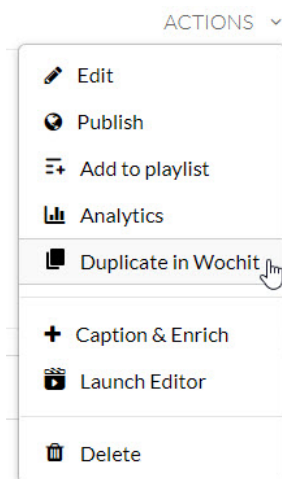 ACTIONS
Edit
Publish
Add to playlist
Analytics
Duplicate in Wochit
Caption & Enrich
Launch Editor
Delete